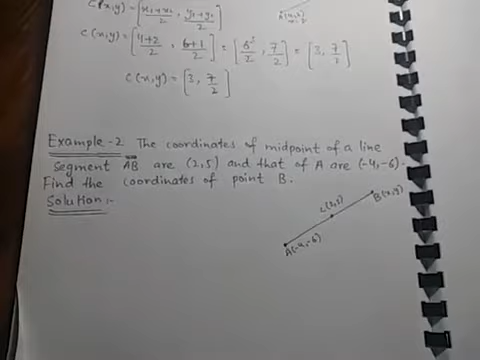 C(x,y) = [x₁+x₂/2 , y₁+y₂/2]
C(x,y) = [4+2/2 , 6+1/2] = [6/2 , 7/2] = [3, 7/2]
C(x,y) = [3, 7/2]
Example-2 The coordinates of midpoint of a line
segment AB are (2,5) and that of A are (-4,-6).
Find the coordinates of point B.
Solution:-
B(x,y)
C(2,5)
A(-4,-6)